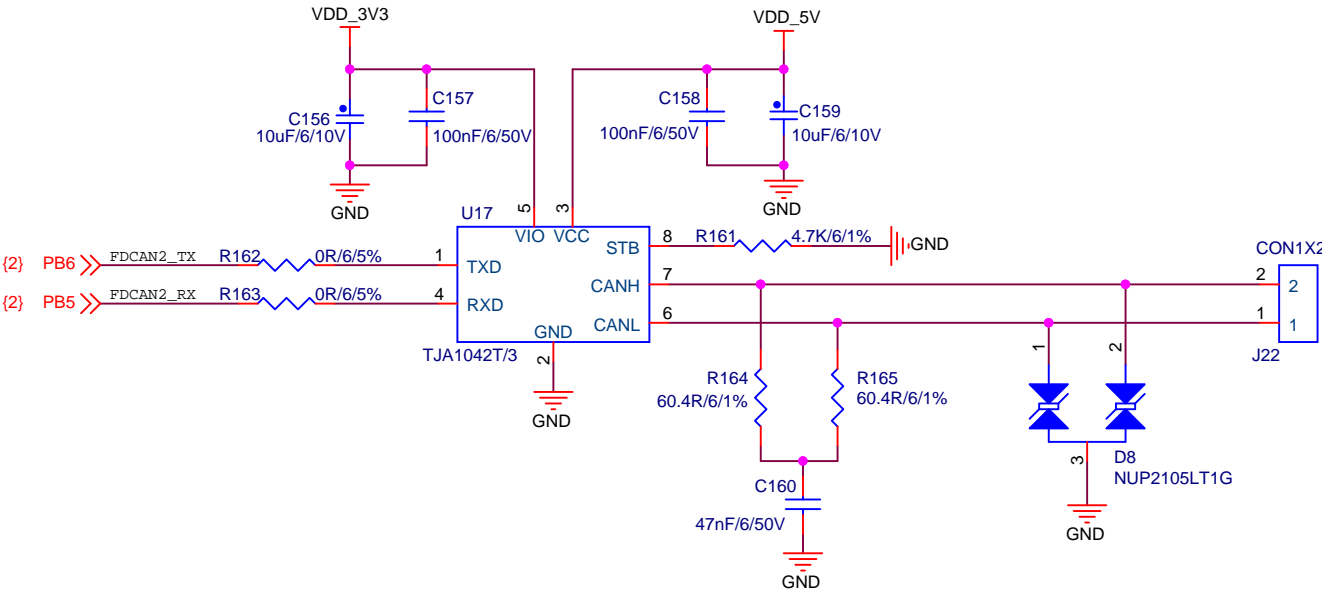 VDD_3V3
VDD_5V
C156
10uF/6/10V
C157
100nF/6/50V
C158
100nF/6/50V
C159
10uF/6/10V
GND
GND
U17
5
3
VIO
VCC
STB
8
R161
4.7K/6/1%
GND
{2}
PB6
FDCAN2_TX
R162
0R/6/5%
1
TXD
CANH
7
CON1X2
2
2
{2}
PB5
FDCAN2_RX
R163
0R/6/5%
4
RXD
CANL
6
1
1
GND
TJA1042T/3
2
GND
J22
1
2
R164
60.4R/6/1%
R165
60.4R/6/1%
3
D8
NUP2105LT1G
C160
47nF/6/50V
GND
GND